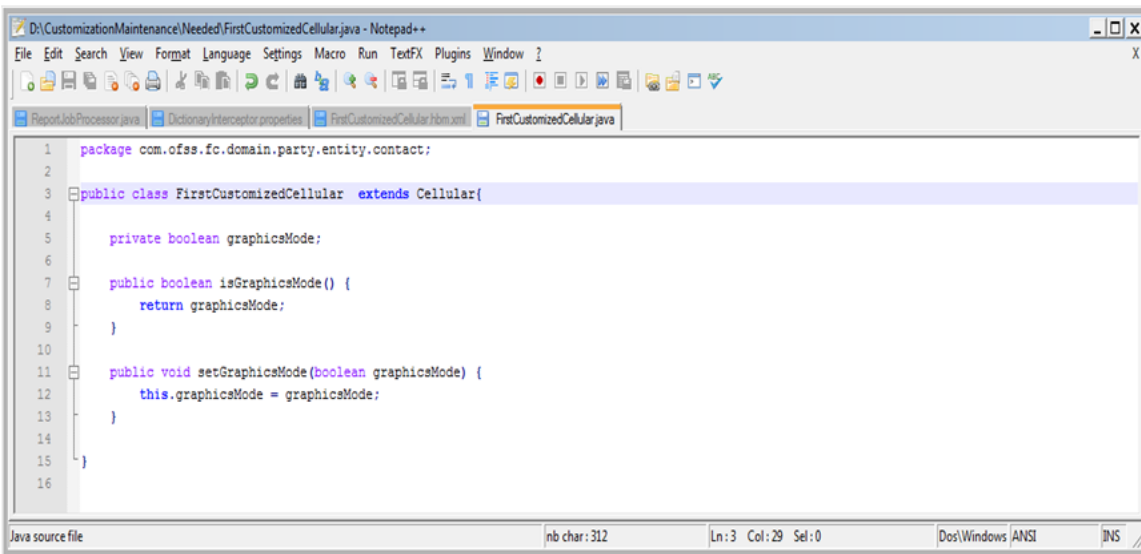 D:\CustomizationMaintenance\Needed\FirstCustomizedCellular.java - Notepad++
File Edit Search View Format Language Settings Macro Run TextFX Plugins Window ?
X
ReportJobProcessor.java DictionaryInterceptor.properties FirstCustomizedCellular.hbm.xml FirstCustomizedCellular.java
1 package com.ofss.fc.domain.party.entity.contact;
2
3 public class FirstCustomizedCellular  extends Cellular{
4
5     private boolean graphicsMode;
6
7     public boolean isGraphicsMode() {
8         return graphicsMode;
9     }
10
11     public void setGraphicsMode(boolean graphicsMode) {
12         this.graphicsMode = graphicsMode;
13     }
14
15 }
16
Java source file nb char : 312 Ln : 3 Col : 29 Sel : 0 Dos\Windows ANSI INS